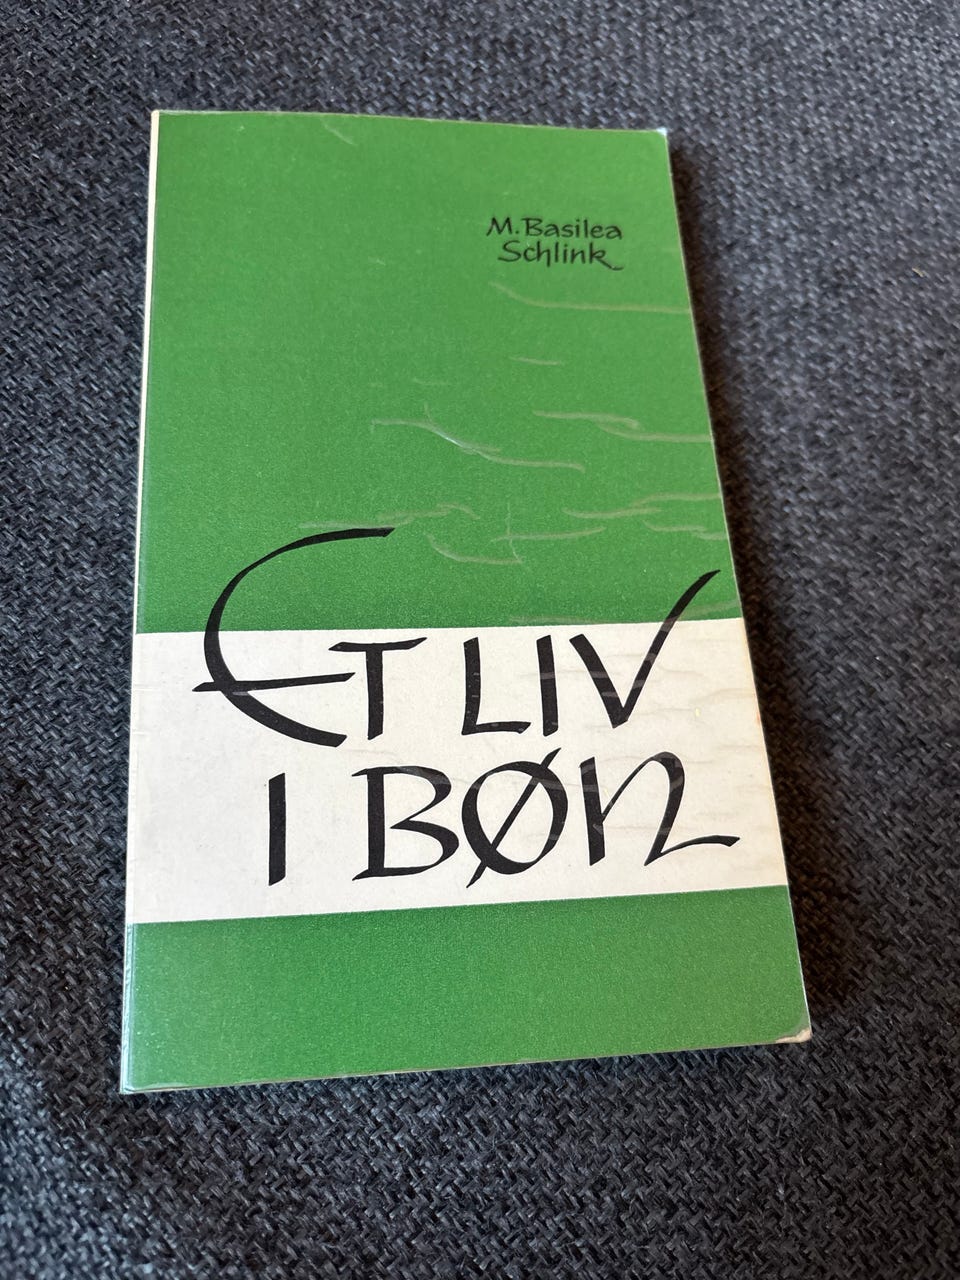 M. Basilea
Schlink
ET LIV
I BØN